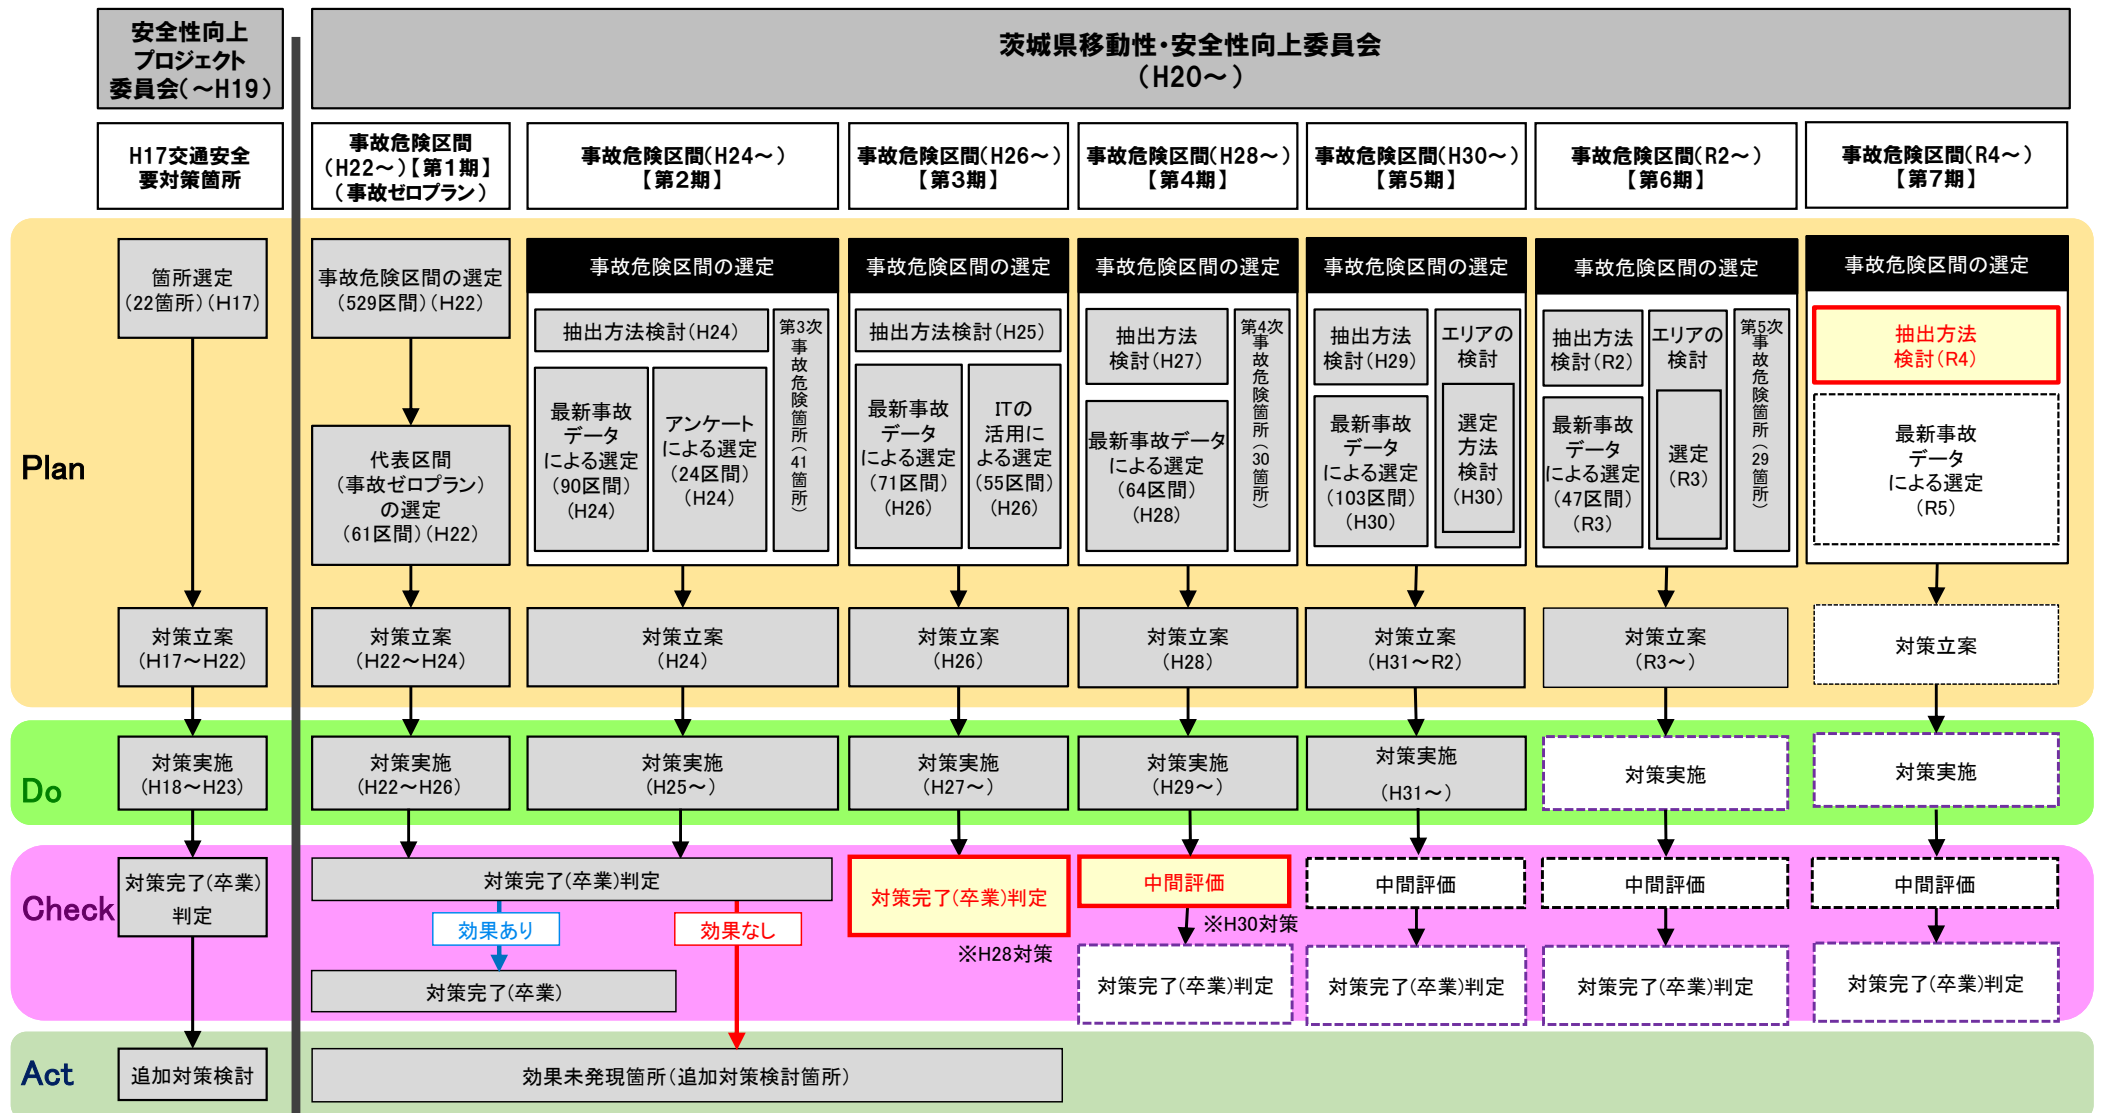 安全性向上
プロジェクト
委員会(～H19)
茨城県移動性・安全性向上委員会
(H20～)
H17交通安全
要対策箇所
事故危険区間
(H22～)【第1期】
(事故ゼロプラン)
事故危険区間(H24～)
【第2期】
事故危険区間(H26～)
【第3期】
事故危険区間(H28～)
【第4期】
事故危険区間(H30～)
【第5期】
事故危険区間(R2～)
【第6期】
事故危険区間(R4～)
【第7期】
Plan
箇所選定
(22箇所)(H17)
対策立案
(H17～H22)
事故危険区間の選定
(529区間)(H22)
代表区間
(事故ゼロプラン)
の選定
(61区間)(H22)
対策立案
(H22～H24)
事故危険区間の選定
抽出方法検討(H24)
最新事故
データ
による選定
(90区間)
(H24)
アンケート
による選定
(24区間)
(H24)
第3次
事故危険箇所(41箇所)
対策立案
(H24)
事故危険区間の選定
抽出方法検討(H25)
最新事故
データ
による選定
(71区間)
(H26)
ITの
活用に
よる選定
(55区間)
(H26)
対策立案
(H26)
事故危険区間の選定
抽出方法
検討(H27)
最新事故データ
による選定
(64区間)
(H28)
第4次
事故危険箇所(30箇所)
対策立案
(H28)
事故危険区間の選定
抽出方法
検討(H29)
最新事故
データ
による選定
(103区間)
(H30)
エリアの
検討
選定
方法
検討
(H30)
対策立案
(H31～R2)
事故危険区間の選定
抽出方法
検討(R2)
最新事故
データ
による選定
(47区間)
(R3)
エリアの
検討
選定
(R3)
第5次
事故危険箇所(29箇所)
対策立案
(R3～)
事故危険区間の選定
抽出方法
検討(R4)
最新事故
データ
による選定
(R5)
対策立案
Do
対策実施
(H18～H23)
対策実施
(H22～H26)
対策実施
(H25～)
対策実施
(H27～)
対策実施
(H29～)
対策実施
(H31～)
対策実施
対策実施
Check
対策完了(卒業)
判定
対策完了(卒業)判定
効果あり
効果なし
対策完了(卒業)
対策完了(卒業)判定
※H28対策
中間評価
※H30対策
対策完了(卒業)判定
中間評価
対策完了(卒業)判定
中間評価
対策完了(卒業)判定
中間評価
対策完了(卒業)判定
Act
追加対策検討
効果未発現箇所(追加対策検討箇所)